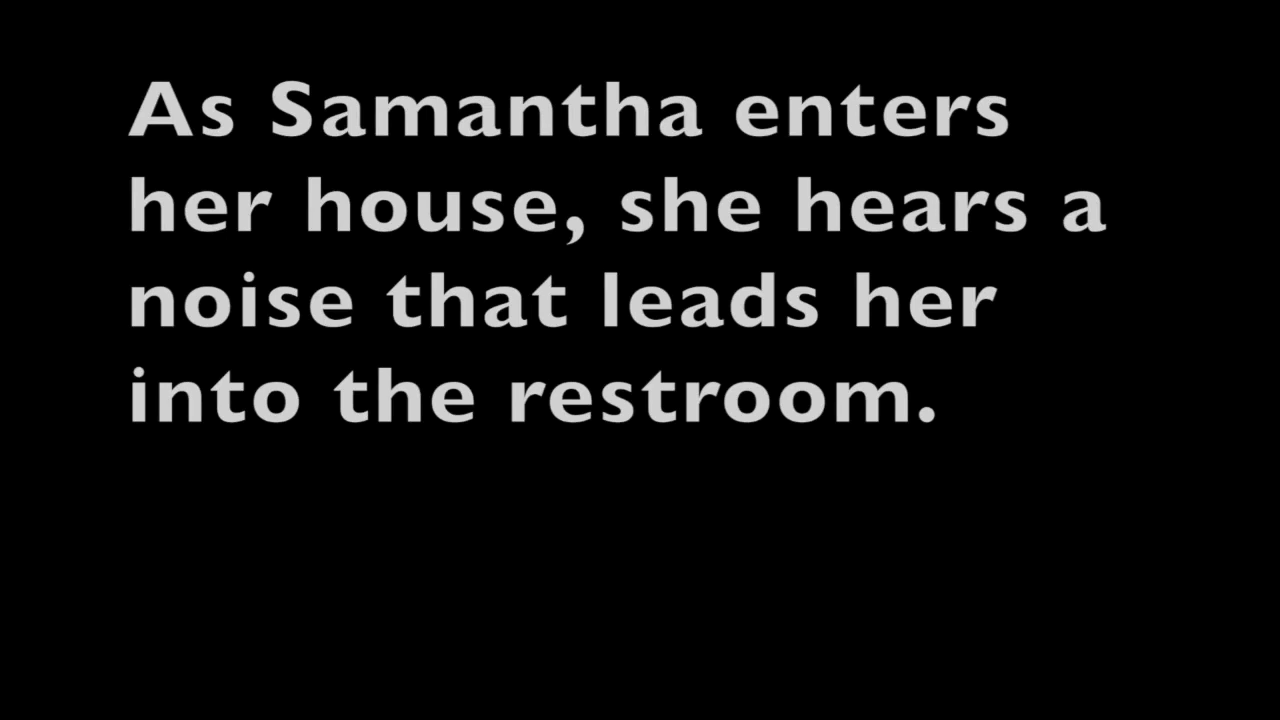 As Samantha enters
her house, she hears a
noise that leads her
into the restroom.